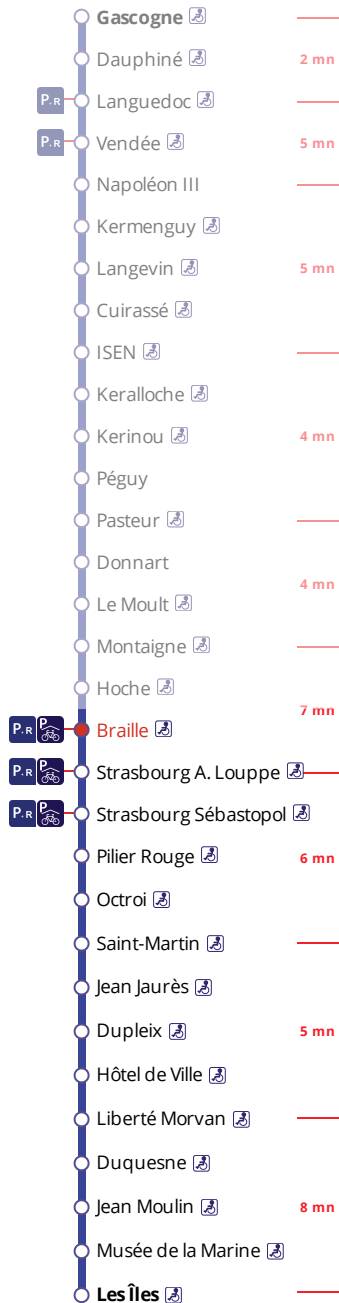 Gascogne
Dauphiné 2 mn
P+R Languedoc
P+R Vendée 5 mn
Napoléon III
Kermenguy
Langevin 5 mn
Cuirassé
ISEN
Keralloche
Kerinou 4 mn
Péguy
Pasteur
Donnart
4 mn
Le Moult
Montaigne
Hoche
7 mn
P+R P Braille
P+R P Strasbourg A. Louppe
P+R P Strasbourg Sébastopol
Pilier Rouge 6 mn
Octroi
Saint-Martin
Jean Jaurès
Dupleix 5 mn
Hôtel de Ville
Liberté Morvan
Duquesne
Jean Moulin 8 mn
Musée de la Marine
Les Îles